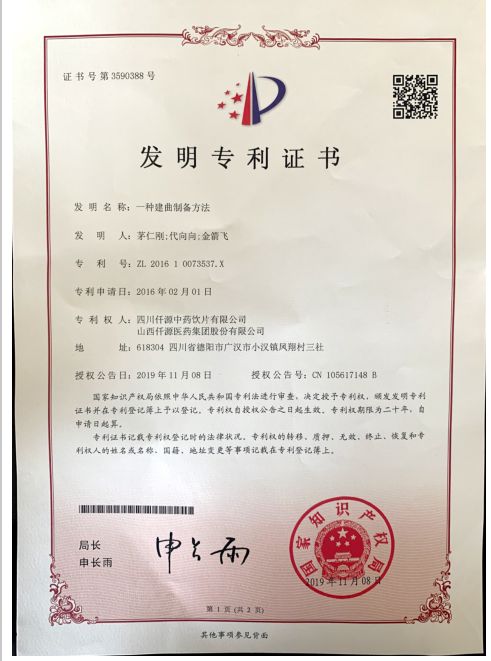 证书号第3590388号
发明专利证书
发明名称：一种建曲制备方法
发明人：茅仁刚;代向向;金箭飞
专利号：ZL 2016 1 0073537.X
专利申请日：2016年02月01日
专利权人：四川仟源中药饮片有限公司
山西仟源医药集团股份有限公司
地址：618304 四川省德阳市广汉市小汉镇凤翔村三社
授权公告日：2019年11月08日 授权公告号：CN 105617148 B
国家知识产权局依照中华人民共和国专利法进行审查，决定授予专利权，颁发发明专利
证书并在专利登记簿上予以登记。专利权自授权公告之日起生效。专利权期限为二十年，自
申请日起算。
专利证书记载专利权登记时的法律状况。专利权的转移、质押、无效、终止、恢复和专
利权人的姓名或名称、国籍、地址变更等事项记载在专利登记簿上。
局长
申长雨
申长雨
国家知识产权局
2019年11月08日
第1页(共2页)
其他事项参见背面